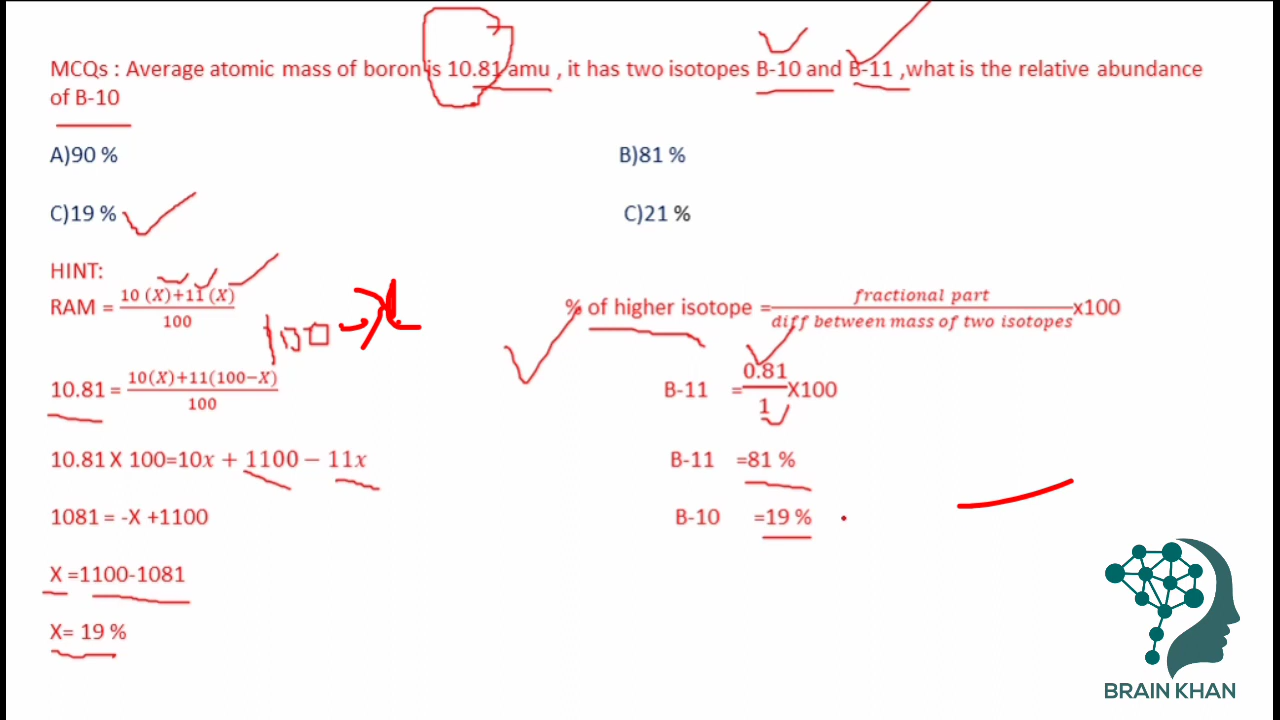 MCQs : Average atomic mass of boron is 10.81 amu , it has two isotopes B-10 and B-11 ,what is the relative abundance
of B-10
A)90 % B)81 %
C)19 % C)21 %
HINT:
RAM = 10 (X)+11 (X) / 100
% of higher isotope = fractional part / diff between mass of two isotopes x100
100 - x
10.81 = 10(X)+11(100−X) / 100
B-11 = 0.81 / 1 X100
10.81 X 100=10x + 1100 − 11x
B-11 =81 %
1081 = -X +1100
B-10 =19 %
X =1100-1081
X= 19 %
BRAIN KHAN